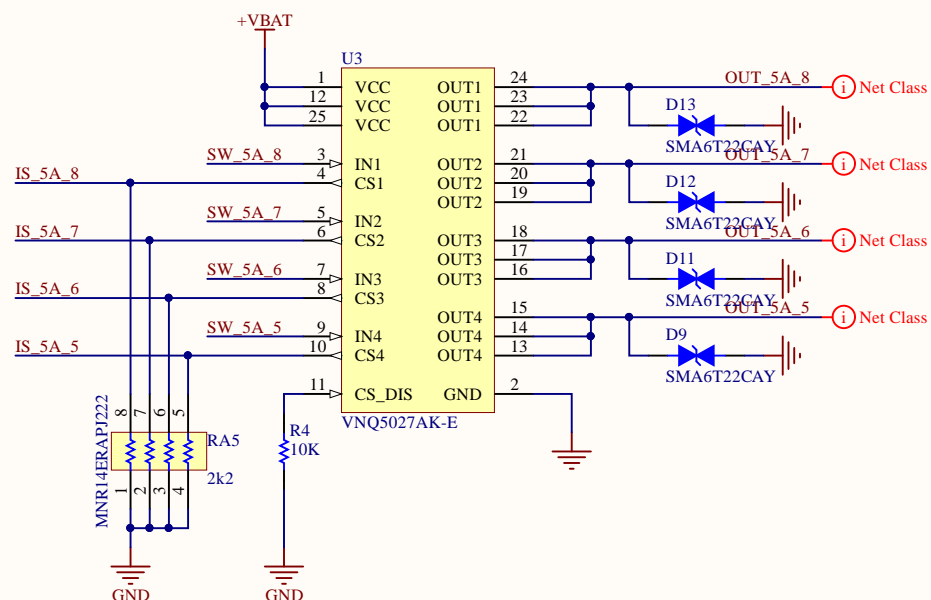 +VBAT
U3
1 VCC OUT1 24
12 VCC OUT1 23
25 VCC OUT1 22
OUT_5A_8 i Net Class
D13
SMA6T22CAY
SW_5A_8 3 IN1 OUT2 21
IS_5A_8 4 CS1 OUT2 20
OUT2 19
OUT_5A_7 i Net Class
D12
SMA6T22CAY
SW_5A_7 5 IN2
IS_5A_7 6 CS2 OUT3 18
OUT3 17
SW_5A_6 7 IN3 OUT3 16
OUT_5A_6 i Net Class
D11
SMA6T22CAY
IS_5A_6 8 CS3
OUT4 15
SW_5A_5 9 IN4 OUT4 14
IS_5A_5 10 CS4 OUT4 13
OUT_5A_5 i Net Class
D9
SMA6T22CAY
11 CS_DIS GND 2
VNQ5027AK-E
R4
10K
MNR14ERAPJ222
8 7 6 5
RA5
2k2
1 2 3 4
GND
GND